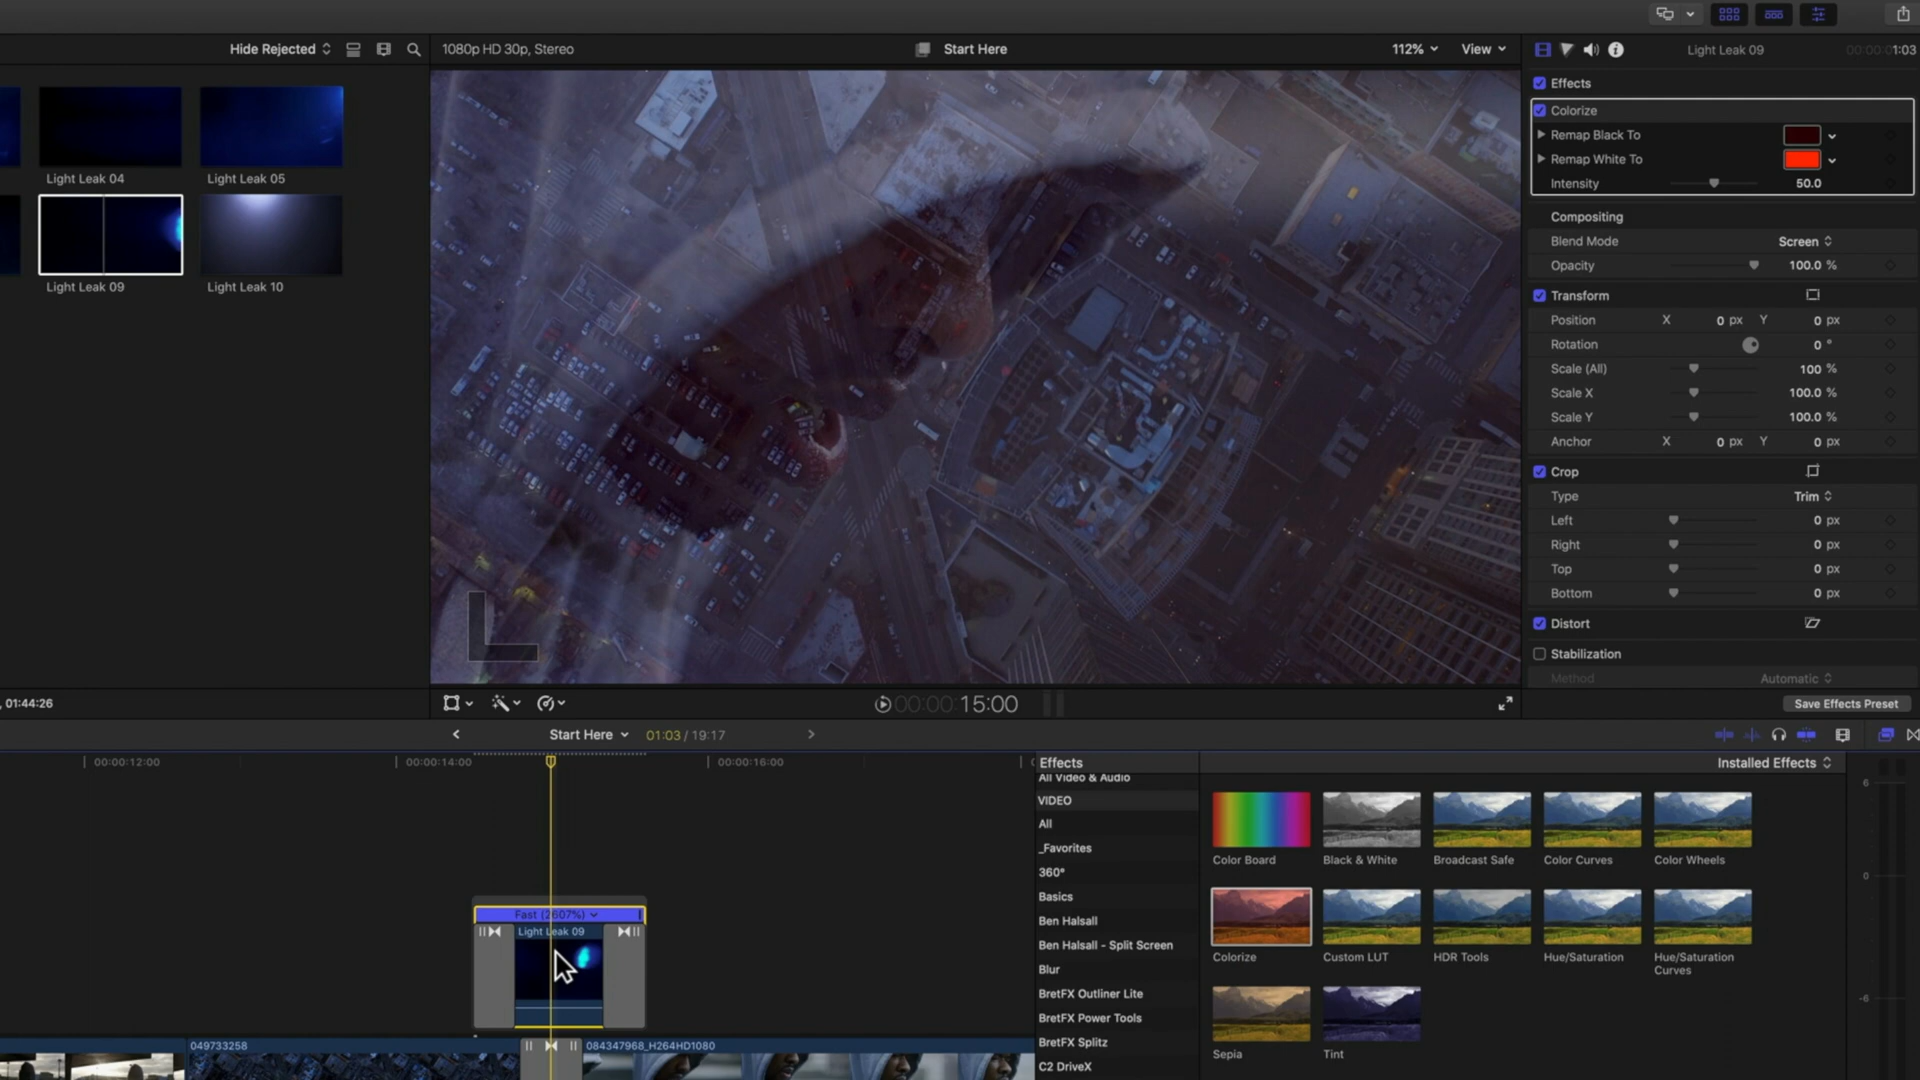 Hide Rejected
1080p HD 30p, Stereo
Start Here
112%
View
Light Leak 09
00:00:01:03
Light Leak 04
Light Leak 05
Light Leak 09
Light Leak 10
Effects
Colorize
Remap Black To
Remap White To
Intensity
50.0
Compositing
Blend Mode
Screen
Opacity
100.0 %
Transform
Position
X
0 px
Y
0 px
Rotation
0 °
Scale (All)
100 %
Scale X
100.0 %
Scale Y
100.0 %
Anchor
X
0 px
Y
0 px
Crop
Type
Trim
Left
0 px
Right
0 px
Top
0 px
Bottom
0 px
Distort
Stabilization
Method
Automatic
Save Effects Preset
, 01:44:26
00:00:15:00
Start Here
01:03 / 19:17
00:00:12:00
00:00:14:00
00:00:16:00
Fast (2607%)
Light Leak 09
049733258
084347968_H264HD1080
Effects
Installed Effects
All Video & Audio
VIDEO
All
_Favorites
360°
Basics
Ben Halsall
Ben Halsall - Split Screen
Blur
BretFX Outliner Lite
BretFX Power Tools
BretFX Splitz
C2 DriveX
Color Board
Black & White
Broadcast Safe
Color Curves
Color Wheels
Colorize
Custom LUT
HDR Tools
Hue/Saturation
Hue/Saturation
Curves
Sepia
Tint
6
0
-6